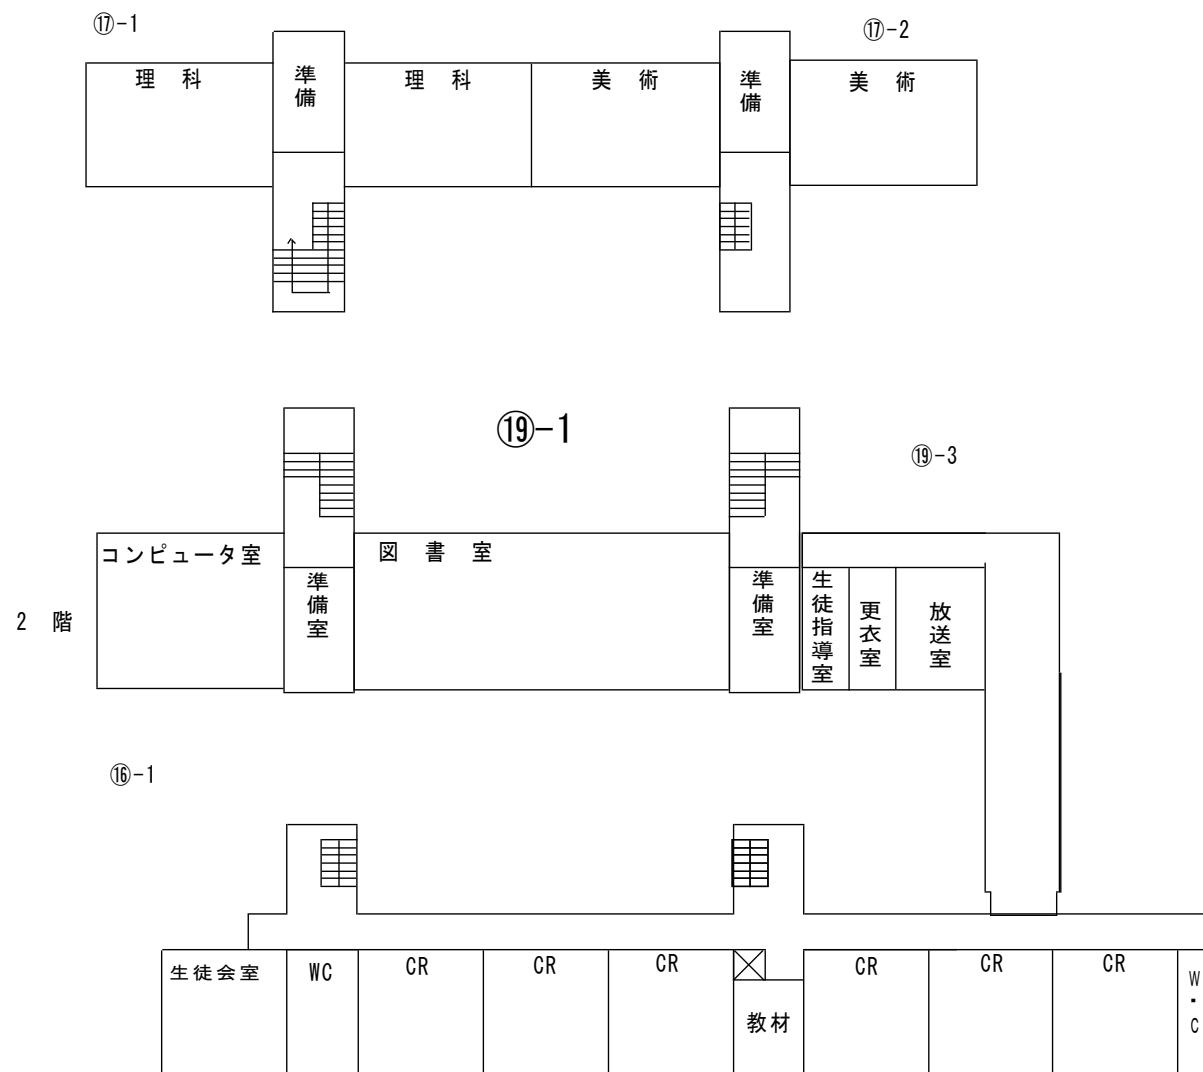 ⑰-1
⑰-2
理 科
準備
理 科
美 術
準備
美 術
⑲-1
⑲-3
コンピュータ室
図 書 室
準備室
準備室
生徒指導室
更衣室
放送室
2 階
⑯-1
生徒会室
WC
CR
CR
CR
教材
CR
CR
CR
W・C